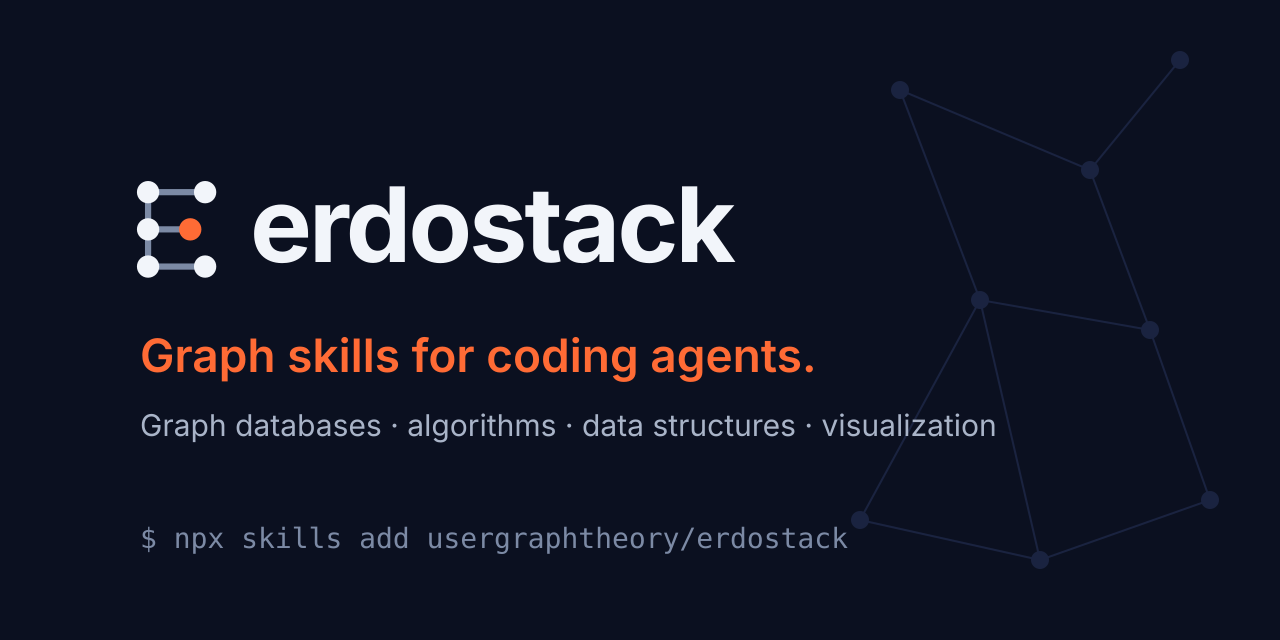 erdostack
Graph skills for coding agents.
Graph databases · algorithms · data structures · visualization
$ npx skills add usergraphtheory/erdostack